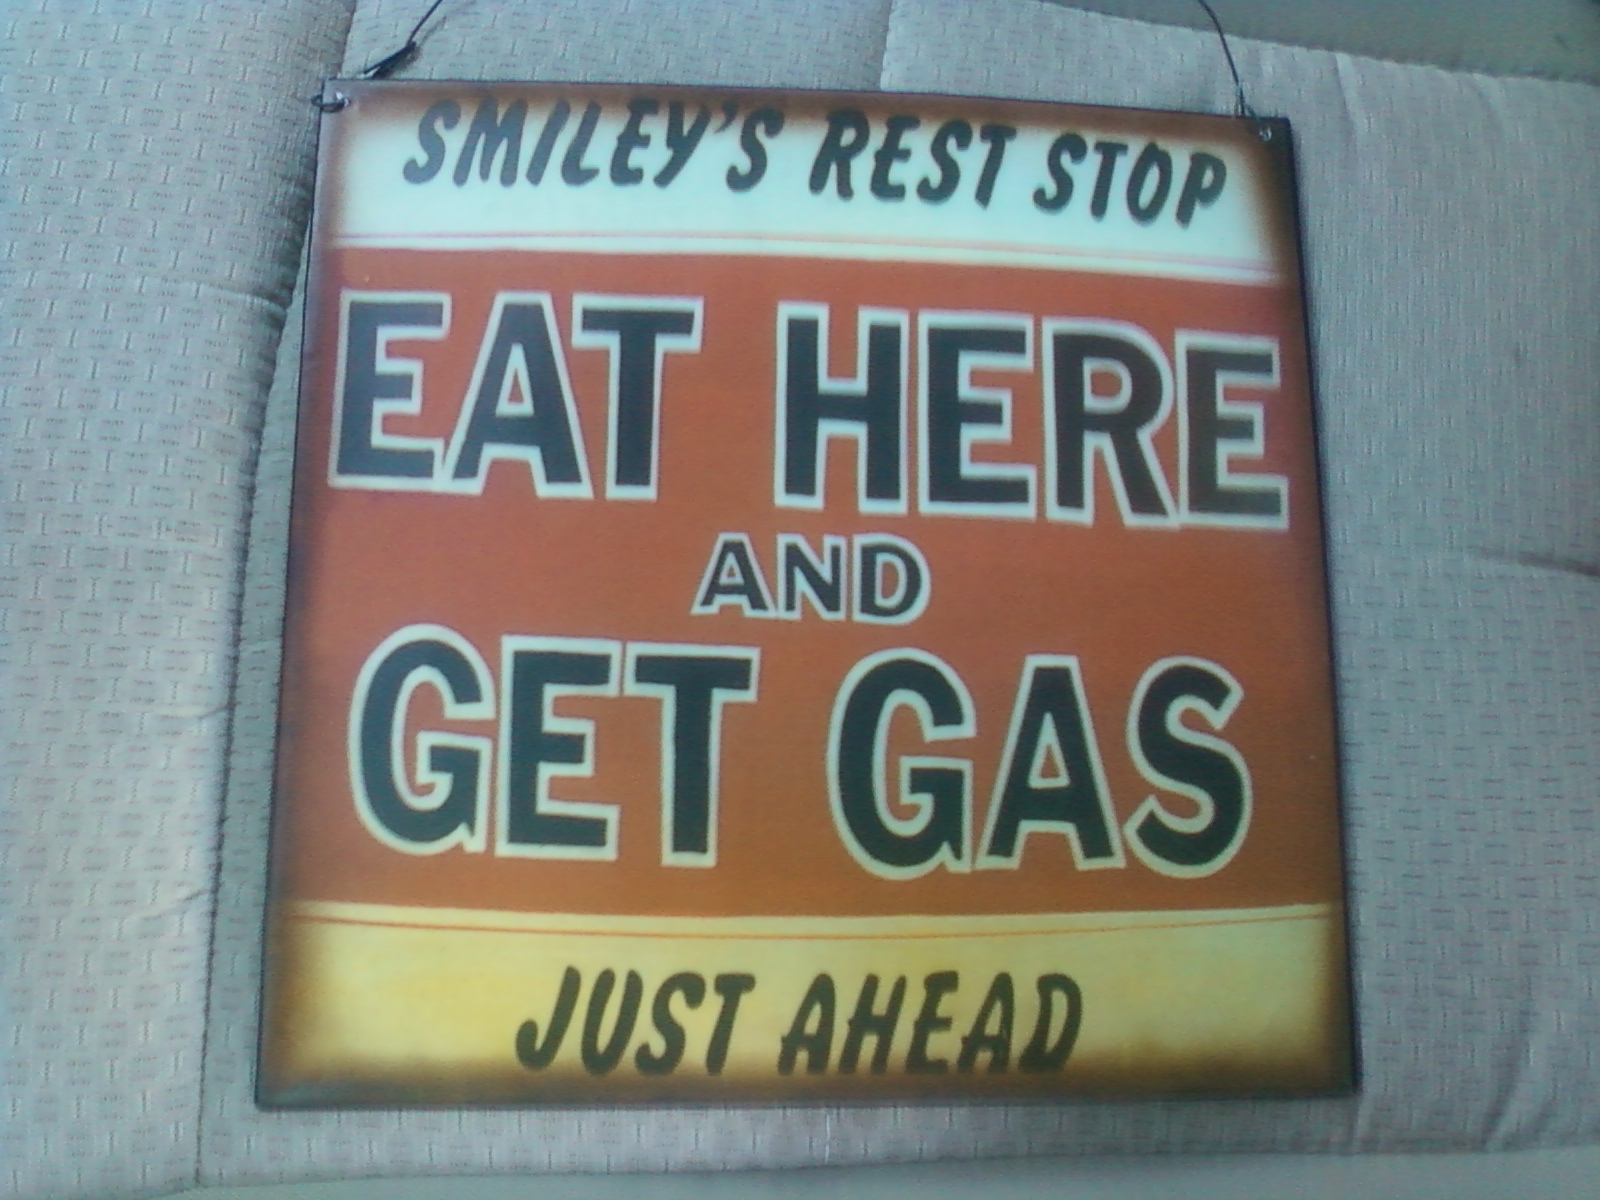 SMILEY'S REST STOP
EAT HERE
AND
GET GAS
JUST AHEAD